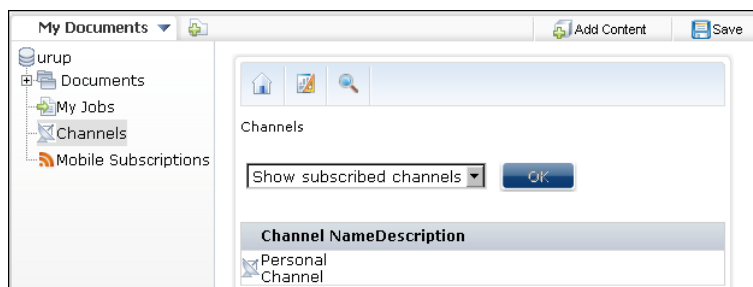 My Documents
Add Content
Save
urup
Documents
My Jobs
Channels
Mobile Subscriptions
Channels
Show subscribed channels
OK
Channel NameDescription
Personal
Channel